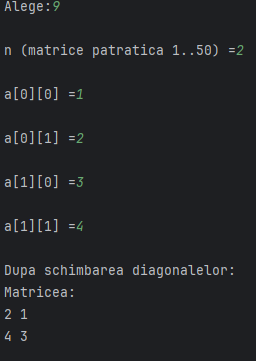 Alege:9
n (matrice patratica 1..50) =2
a[0][0] =1
a[0][1] =2
a[1][0] =3
a[1][1] =4
Dupa schimbarea diagonalelor:
Matricea:
2 1
4 3